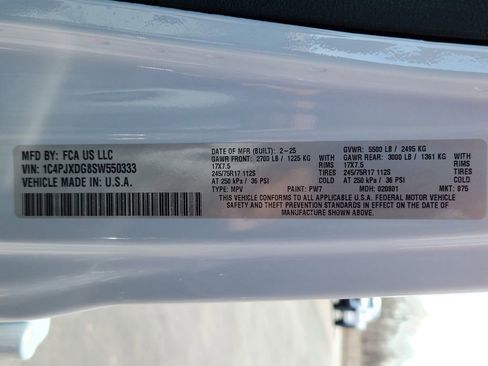 MFD BY: FCA US LLC
VIN: 1C4PJXDG8SW550333
VEHICLE MADE IN U.S.A.
DATE OF MFR (BUILT): 2-25 GVWR: 5500 LB / 2495 KG
GAWR FRONT: 2700 LB / 1225 KG GAWR REAR: 3000 LB / 1361 KG
17X7.5 RIMS 17X7.5 RIMS
245/75R17 112S TIRES 245/75R17 112S TIRES
AT 250 kPa / 36 PSI COLD AT 250 kPa / 36 PSI COLD
TYPE: MPV PAINT: PW7 MDH: 020801 MKT: 875
THIS VEHICLE CONFORMS TO ALL APPLICABLE U.S.A. FEDERAL MOTOR VEHICLE
SAFETY AND THEFT PREVENTION STANDARDS IN EFFECT ON THE DATE OF
MANUFACTURE SHOWN ABOVE.